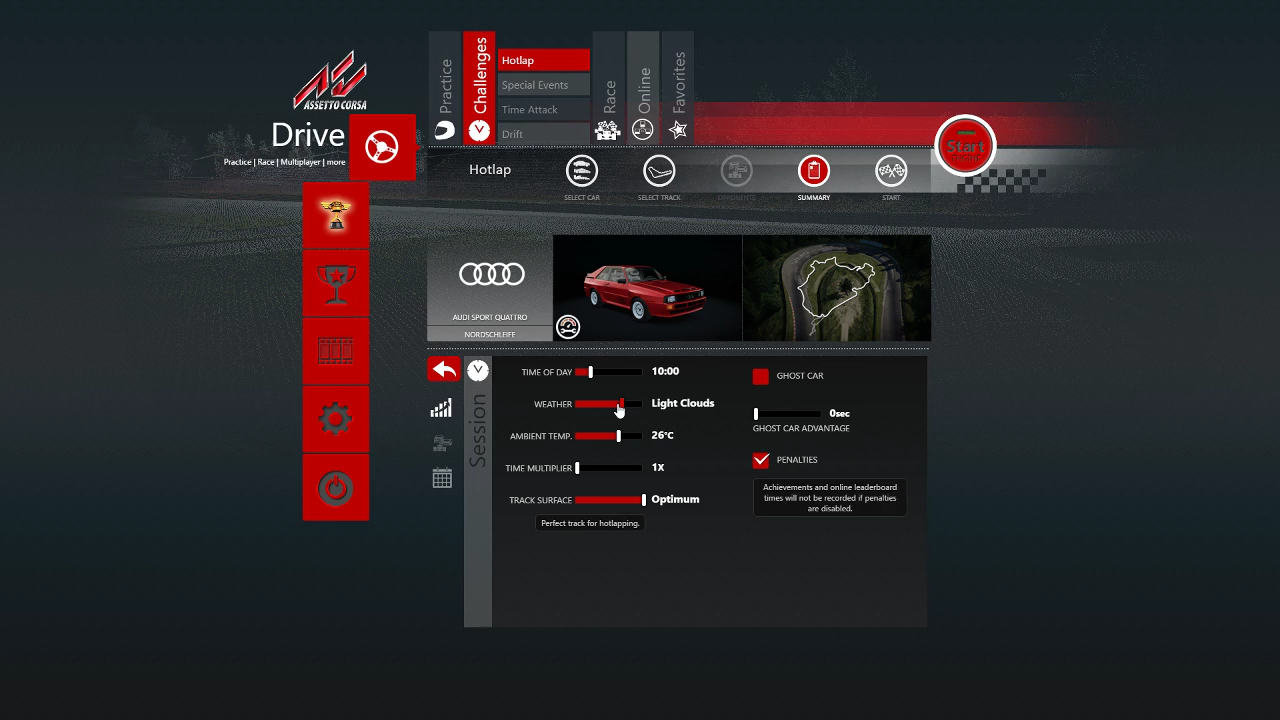 ASSETTO CORSA
Drive
Practice | Race | Multiplayer | more
Practice
Challenges
Hotlap
Special Events
Time Attack
Drift
Race
Online
Favorites
Start
ENGINE
Hotlap
SELECT CAR
SELECT TRACK
OPPONENTS
SUMMARY
START
AUDI SPORT QUATTRO
NORDSCHLEIFE
Session
TIME OF DAY 10:00
WEATHER Light Clouds
AMBIENT TEMP. 26°C
TIME MULTIPLIER 1X
TRACK SURFACE Optimum
Perfect track for hotlapping.
GHOST CAR
0sec
GHOST CAR ADVANTAGE
PENALTIES
Achievements and online leaderboard
times will not be recorded if penalties
are disabled.